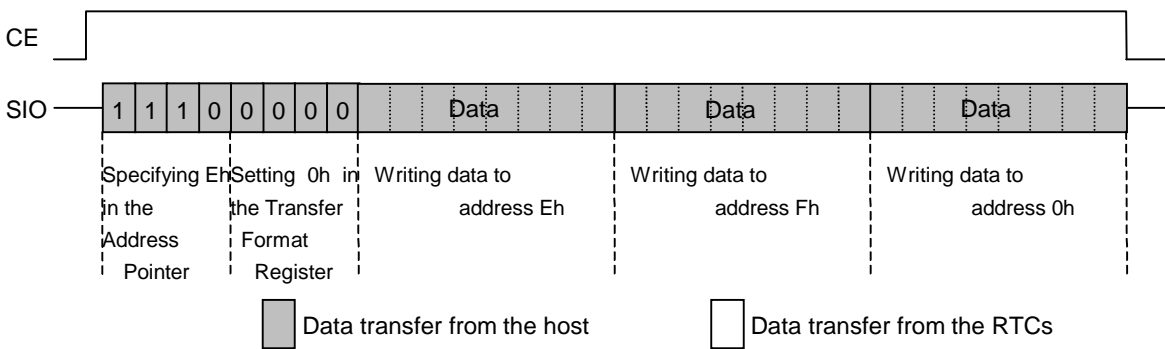 CE
SIO 1 1 1 0 0 0 0 0 Data Data Data
Specifying Eh Setting 0h in Writing data to Writing data to Writing data to
in the the Transfer address Eh address Fh address 0h
Address Format
Pointer Register
Data transfer from the host Data transfer from the RTCs